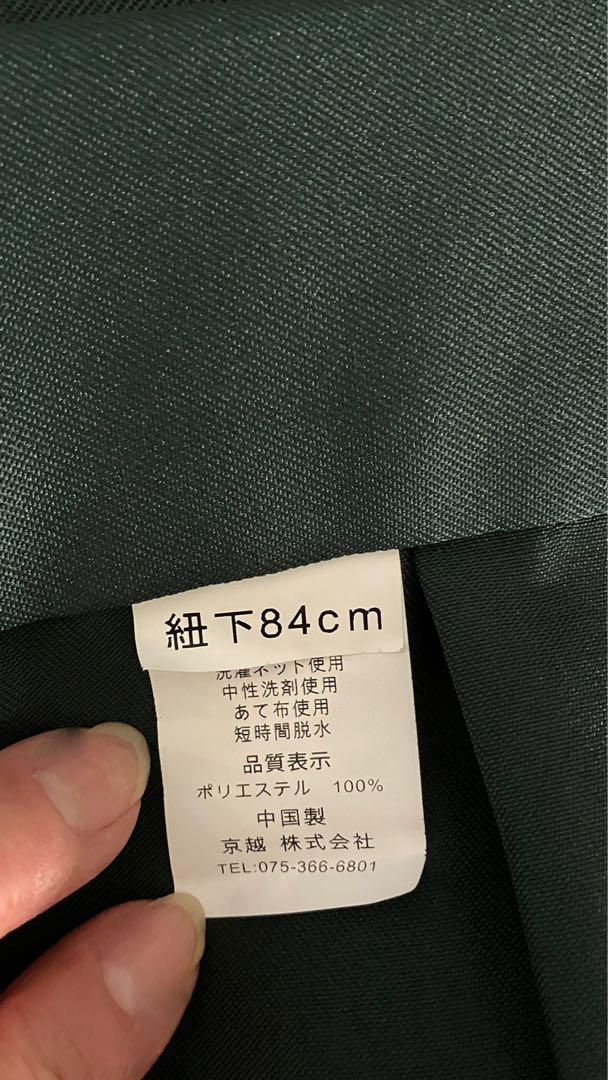 紐下84cm
洗濯ネット使用
中性洗剤使用
あて布使用
短時間脱水
品質表示
ポリエステル 100%
中国製
京越 株式会社
TEL:075-366-6801